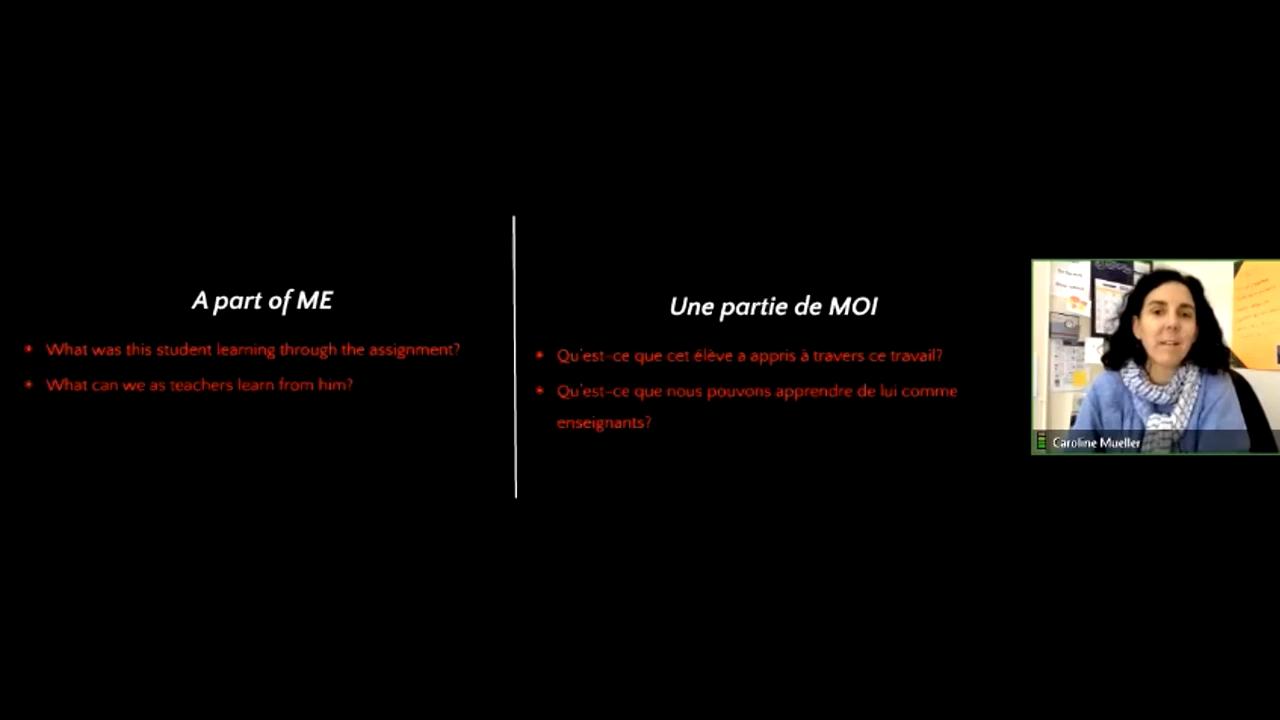 A part of ME
* What was this student learning through the assignment?
* What can we as teachers learn from him?
Une partie de MOI
* Qu'est-ce que cet élève a appris à travers ce travail?
* Qu'est-ce que nous pouvons apprendre de lui comme
enseignants?
Caroline Mueller